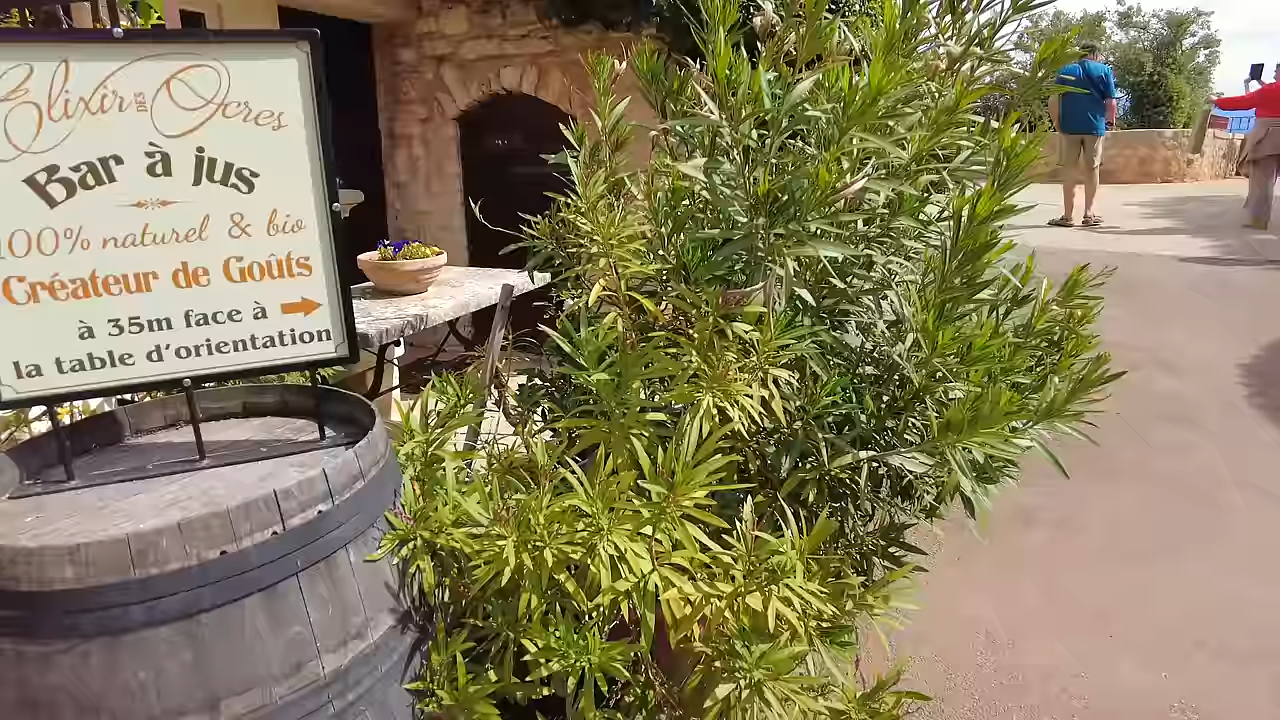 Elixir DES Ocres
Bar à jus
100% naturel & bio
Créateur de Goûts
à 35m face à
la table d'orientation